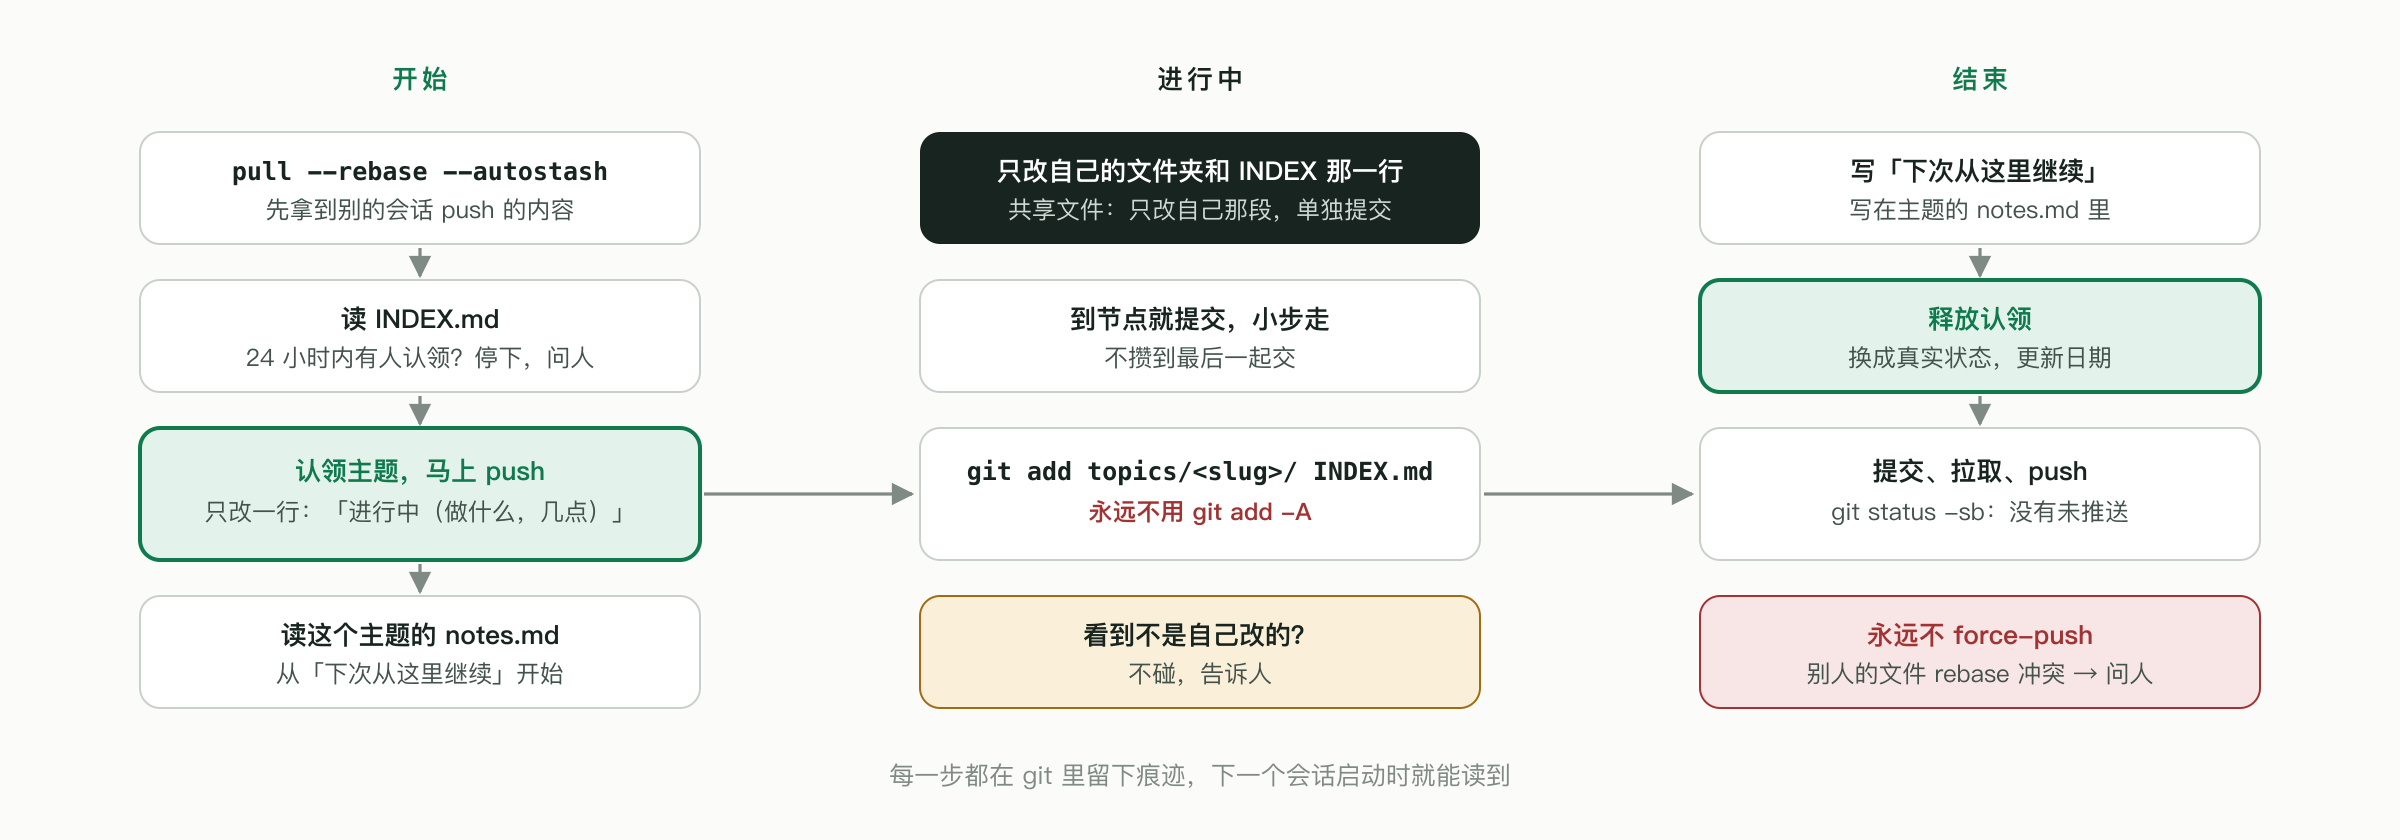 开始
pull --rebase --autostash
先拿到别的会话 push 的内容
读 INDEX.md
24 小时内有人认领？停下，问人
认领主题，马上 push
只改一行：「进行中（做什么，几点）」
读这个主题的 notes.md
从「下次从这里继续」开始
进行中
只改自己的文件夹和 INDEX 那一行
共享文件：只改自己那段，单独提交
到节点就提交，小步走
不攒到最后一起交
git add topics/<slug>/ INDEX.md
永远不用 git add -A
看到不是自己改的？
不碰，告诉人
结束
写「下次从这里继续」
写在主题的 notes.md 里
释放认领
换成真实状态，更新日期
提交、拉取、push
git status -sb：没有未推送
永远不 force-push
别人的文件 rebase 冲突 → 问人
每一步都在 git 里留下痕迹，下一个会话启动时就能读到